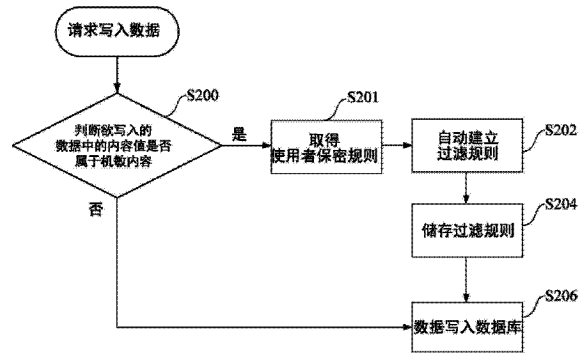 请求写入数据
S200
判断欲写入的
数据中的内容值是否
属于机敏内容
是
S201
取得
使用者保密规则
S202
自动建立
过滤规则
否
S204
储存过滤规则
S206
数据写入数据库